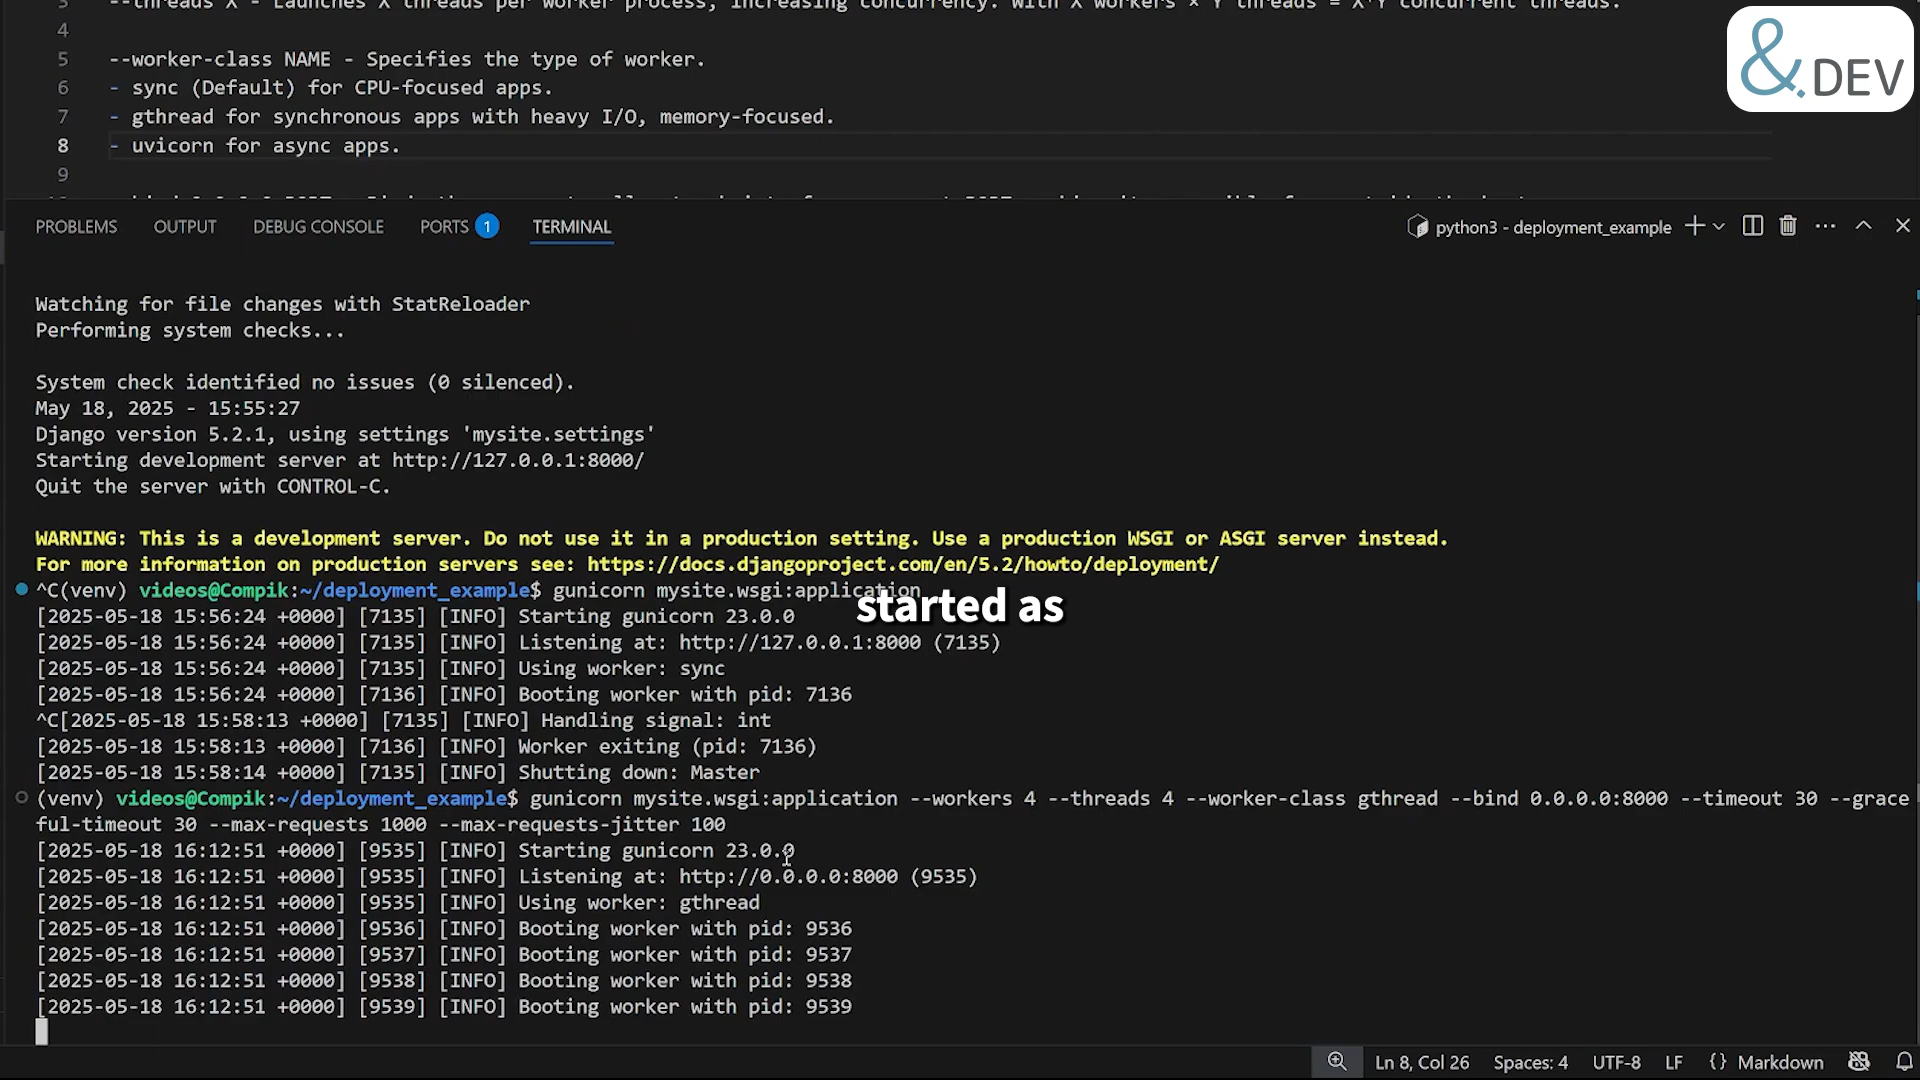 3 --threads X - Launches X threads per worker process, increasing concurrency. With X workers × Y threads = X*Y concurrent threads.
4
5 --worker-class NAME - Specifies the type of worker.
6 - sync (Default) for CPU-focused apps.
7 - gthread for synchronous apps with heavy I/O, memory-focused.
8 - uvicorn for async apps.
9
&.DEV
PROBLEMS OUTPUT DEBUG CONSOLE PORTS 1 TERMINAL python3 - deployment_example
Watching for file changes with StatReloader
Performing system checks...
System check identified no issues (0 silenced).
May 18, 2025 - 15:55:27
Django version 5.2.1, using settings 'mysite.settings'
Starting development server at http://127.0.0.1:8000/
Quit the server with CONTROL-C.
WARNING: This is a development server. Do not use it in a production setting. Use a production WSGI or ASGI server instead.
For more information on production servers see: https://docs.djangoproject.com/en/5.2/howto/deployment/
^C(venv) videos@Compik:~/deployment_example$ gunicorn mysite.wsgi:application
started as
[2025-05-18 15:56:24 +0000] [7135] [INFO] Starting gunicorn 23.0.0
[2025-05-18 15:56:24 +0000] [7135] [INFO] Listening at: http://127.0.0.1:8000 (7135)
[2025-05-18 15:56:24 +0000] [7135] [INFO] Using worker: sync
[2025-05-18 15:56:24 +0000] [7136] [INFO] Booting worker with pid: 7136
^C[2025-05-18 15:58:13 +0000] [7135] [INFO] Handling signal: int
[2025-05-18 15:58:13 +0000] [7136] [INFO] Worker exiting (pid: 7136)
[2025-05-18 15:58:14 +0000] [7135] [INFO] Shutting down: Master
(venv) videos@Compik:~/deployment_example$ gunicorn mysite.wsgi:application --workers 4 --threads 4 --worker-class gthread --bind 0.0.0.0:8000 --timeout 30 --grace
ful-timeout 30 --max-requests 1000 --max-requests-jitter 100
[2025-05-18 16:12:51 +0000] [9535] [INFO] Starting gunicorn 23.0.0
[2025-05-18 16:12:51 +0000] [9535] [INFO] Listening at: http://0.0.0.0:8000 (9535)
[2025-05-18 16:12:51 +0000] [9535] [INFO] Using worker: gthread
[2025-05-18 16:12:51 +0000] [9536] [INFO] Booting worker with pid: 9536
[2025-05-18 16:12:51 +0000] [9537] [INFO] Booting worker with pid: 9537
[2025-05-18 16:12:51 +0000] [9538] [INFO] Booting worker with pid: 9538
[2025-05-18 16:12:51 +0000] [9539] [INFO] Booting worker with pid: 9539
Ln 8, Col 26 Spaces: 4 UTF-8 LF {} Markdown